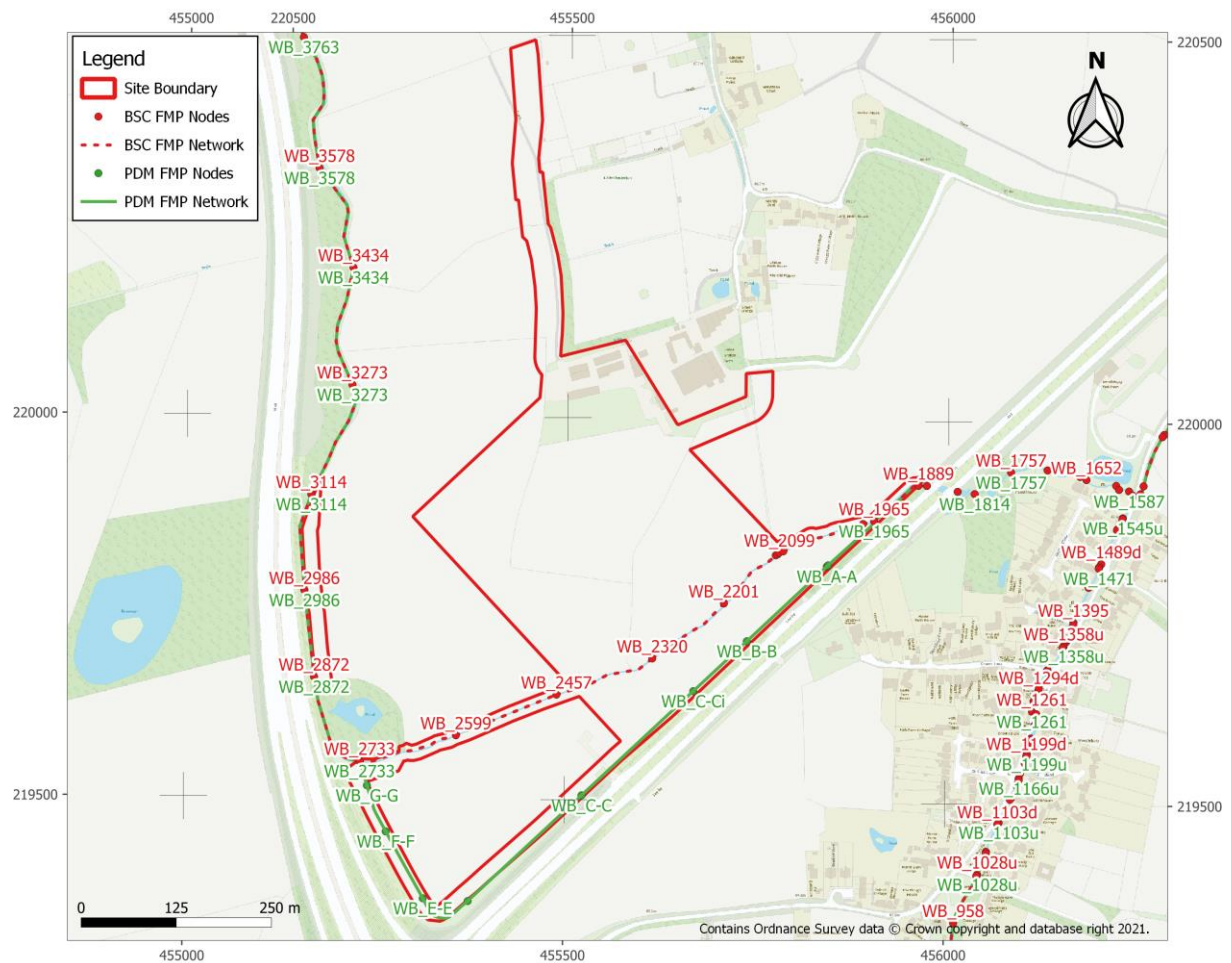 455000
220505
455500
456000
220500
WB_3763
Legend
Site Boundary
BSC FMP Nodes
BSC FMP Network
PDM FMP Nodes
PDM FMP Network
N
WB_3578
WB_3578
WB_3434
WB_3434
WB_3273
WB_3273
220000
220000
WB_3114
WB_3114
WB_1889
WB_1757
WB_1757
WB_1652
WB_1814
WB_1587
WB_1965
WB_1965
WB_1545u
WB_2099
WB_A-A
WB_1489d
WB_1471
WB_2986
WB_2986
WB_2201
WB_1395
WB_B-B
WB_1358u
WB_1358u
WB_2320
WB_2872
WB_2872
WB_2457
WB_C-Ci
WB_1294d
WB_1261
WB_1261
WB_2599
WB_2733
WB_2733
WB_1199d
WB_1199u
WB_G-G
WB_C-C
WB_1166u
219500
219500
WB_1103d
WB_1103u
WB_F-F
WB_1028u
WB_1028u
WB_E-E
WB_958
0 125 250 m
Contains Ordnance Survey data © Crown copyright and database right 2021.
455000
455500
456000